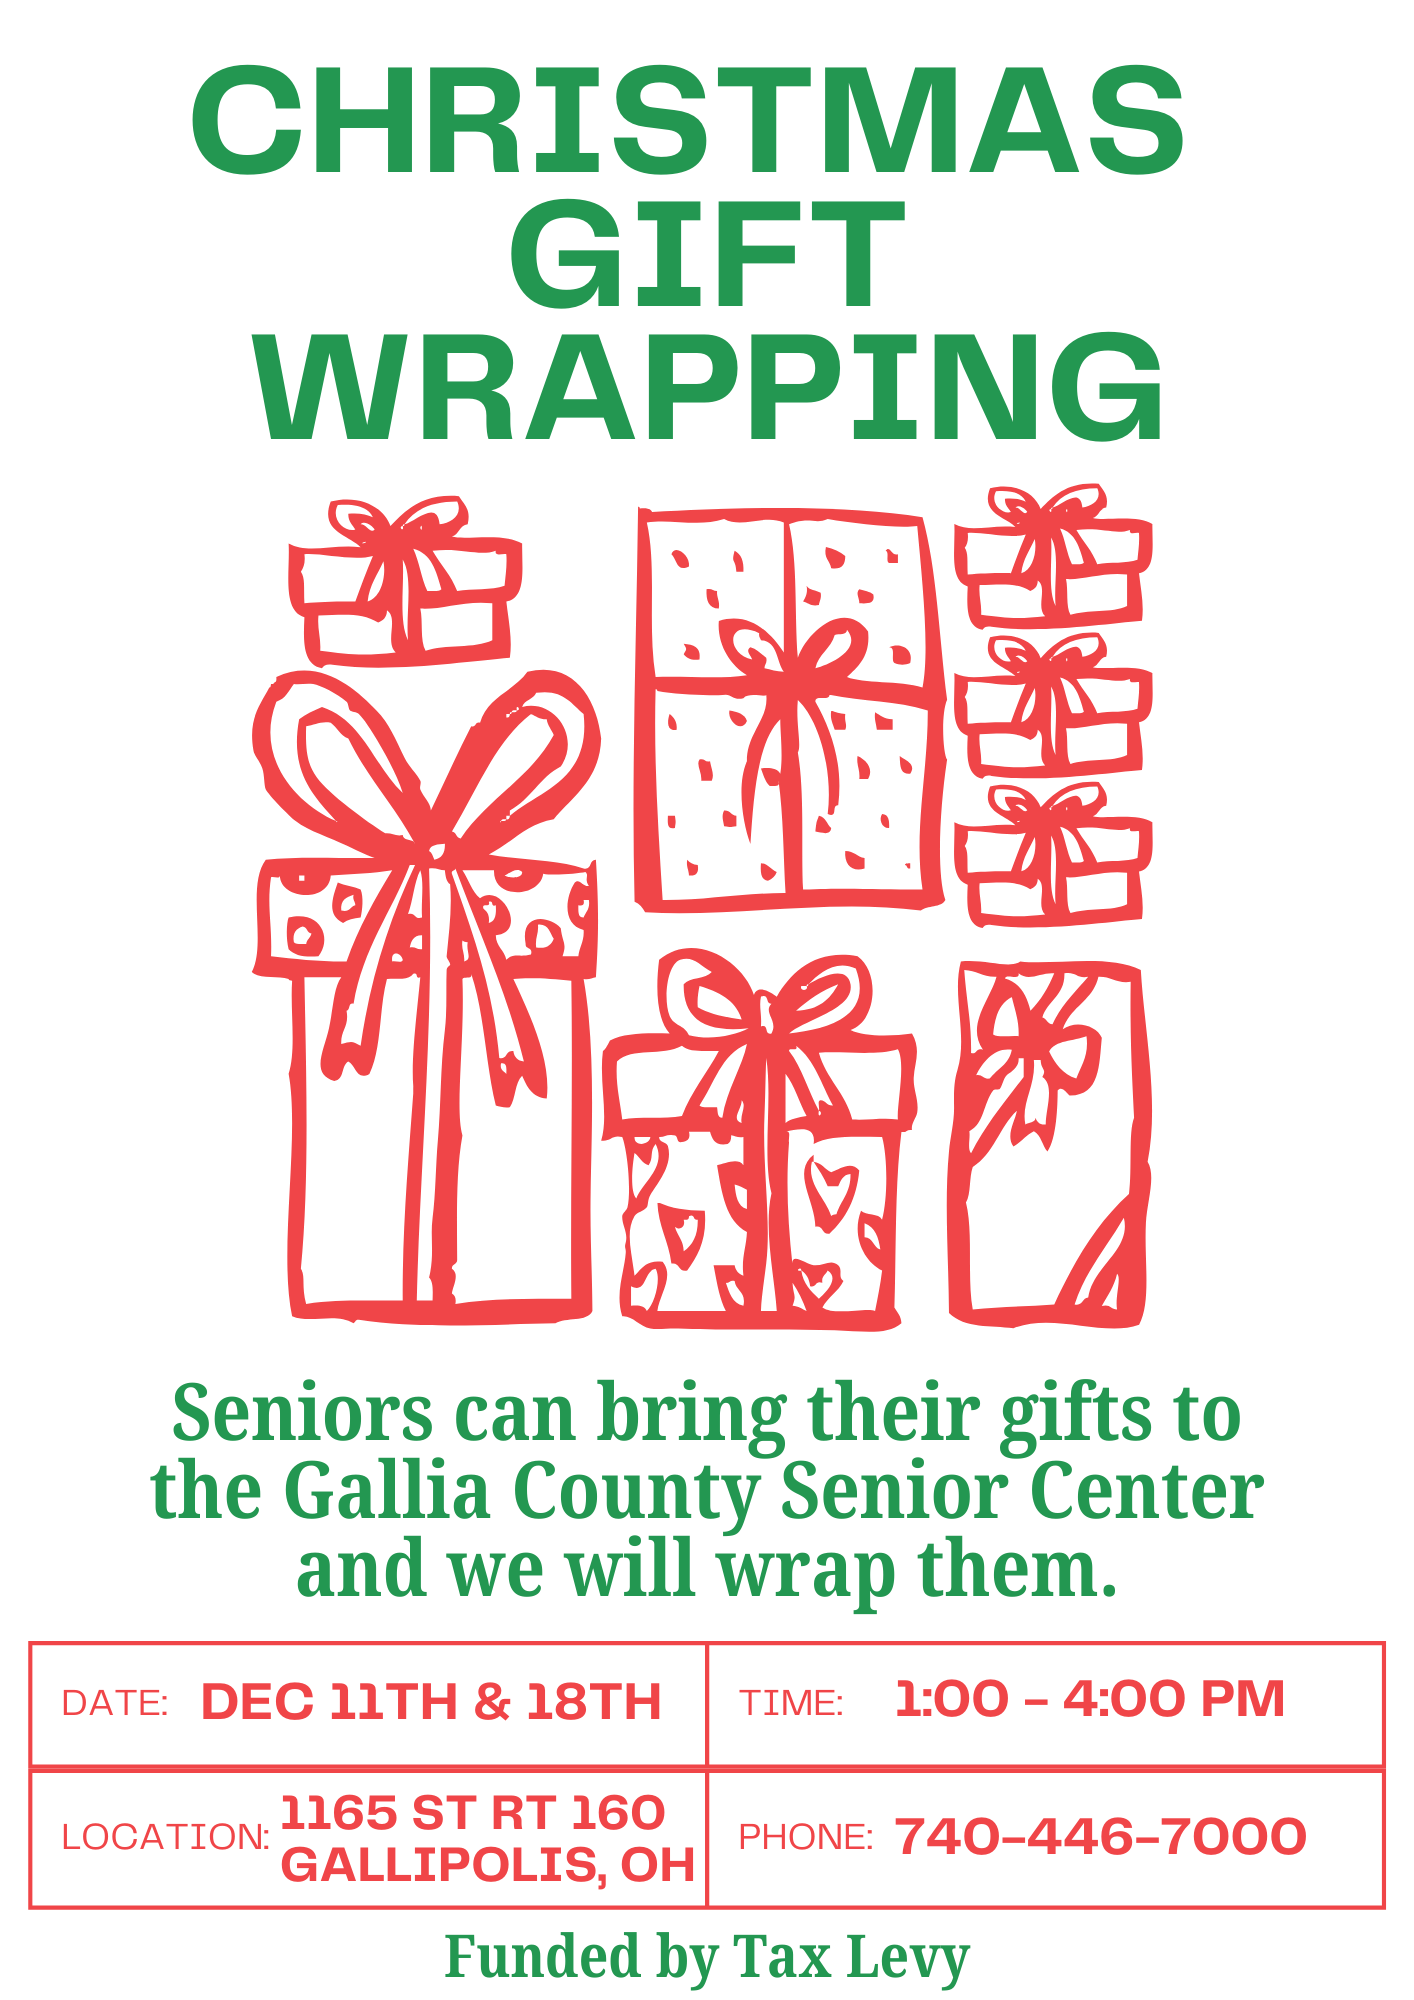 CHRISTMAS
GIFT
WRAPPING
Seniors can bring their gifts to
the Gallia County Senior Center
and we will wrap them.
DATE: DEC 11TH & 18TH
TIME: 1:00 – 4:00 PM
LOCATION: 1165 ST RT 160
GALLIPOLIS, OH
PHONE: 740–446–7000
Funded by Tax Levy